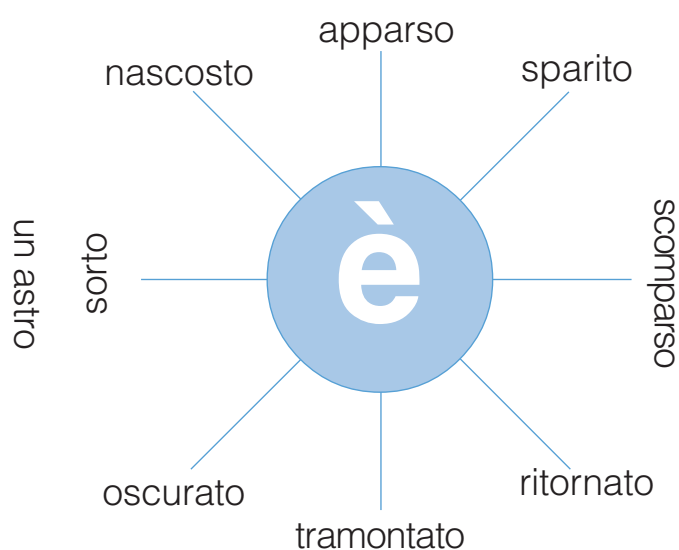 apparso
nascosto
sparito
un astro
sorto
è
scomparso
oscurato
ritornato
tramontato